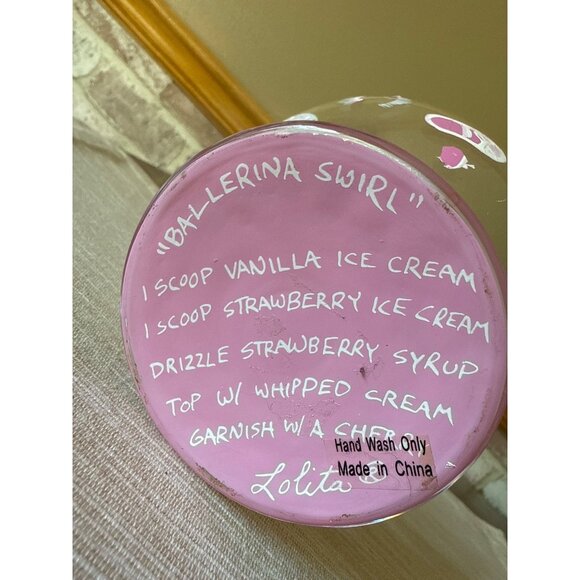 "BALLERINA SWIRL"
1 SCOOP VANILLA ICE CREAM
1 SCOOP STRAWBERRY ICE CREAM
DRIZZLE STRAWBERRY SYRUP
TOP W/ WHIPPED CREAM
GARNISH W/ A CHERRY
Hand Wash Only
Made in China
Lolita ®